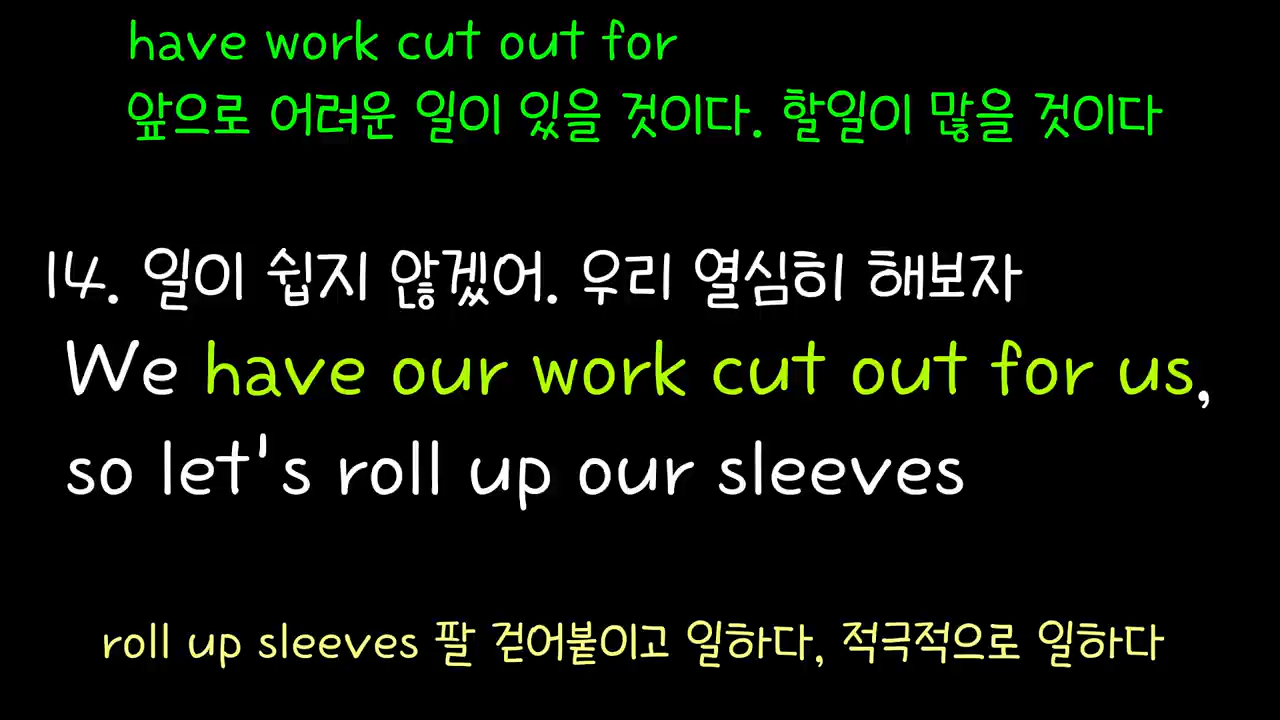 have work cut out for
앞으로 어려운 일이 있을 것이다. 할일이 많을 것이다
14. 일이 쉽지 않겠어. 우리 열심히 해보자
We have our work cut out for us,
so let's roll up our sleeves
roll up sleeves 팔 걷어붙이고 일하다, 적극적으로 일하다